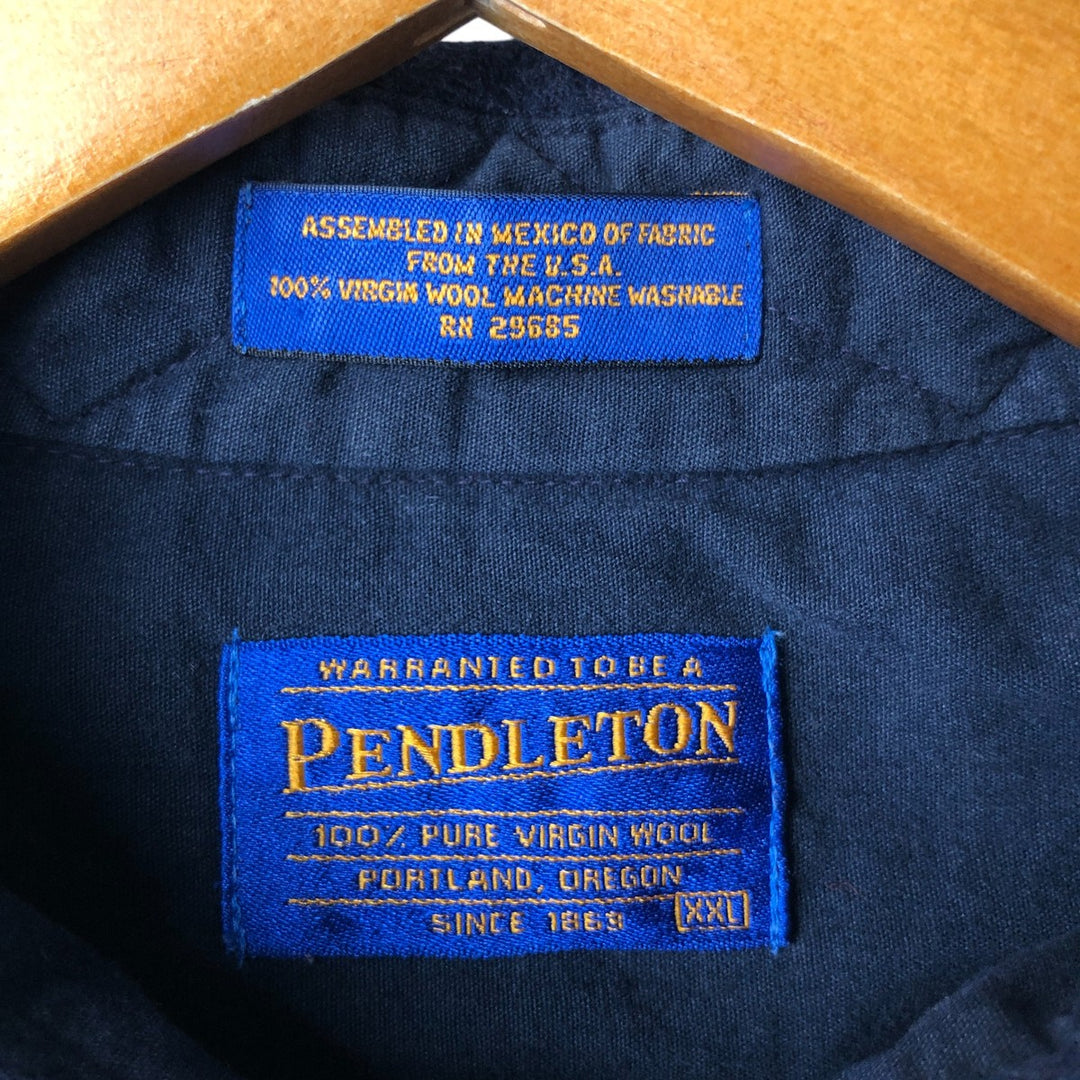 ASSEMBLED IN MEXICO OF FABRIC
FROM THE U.S.A.
100% VIRGIN WOOL MACHINE WASHABLE
RN 29685
WARRANTED TO BE A
PENDLETON
100% PURE VIRGIN WOOL
PORTLAND, OREGON
SINCE 1863 XXL